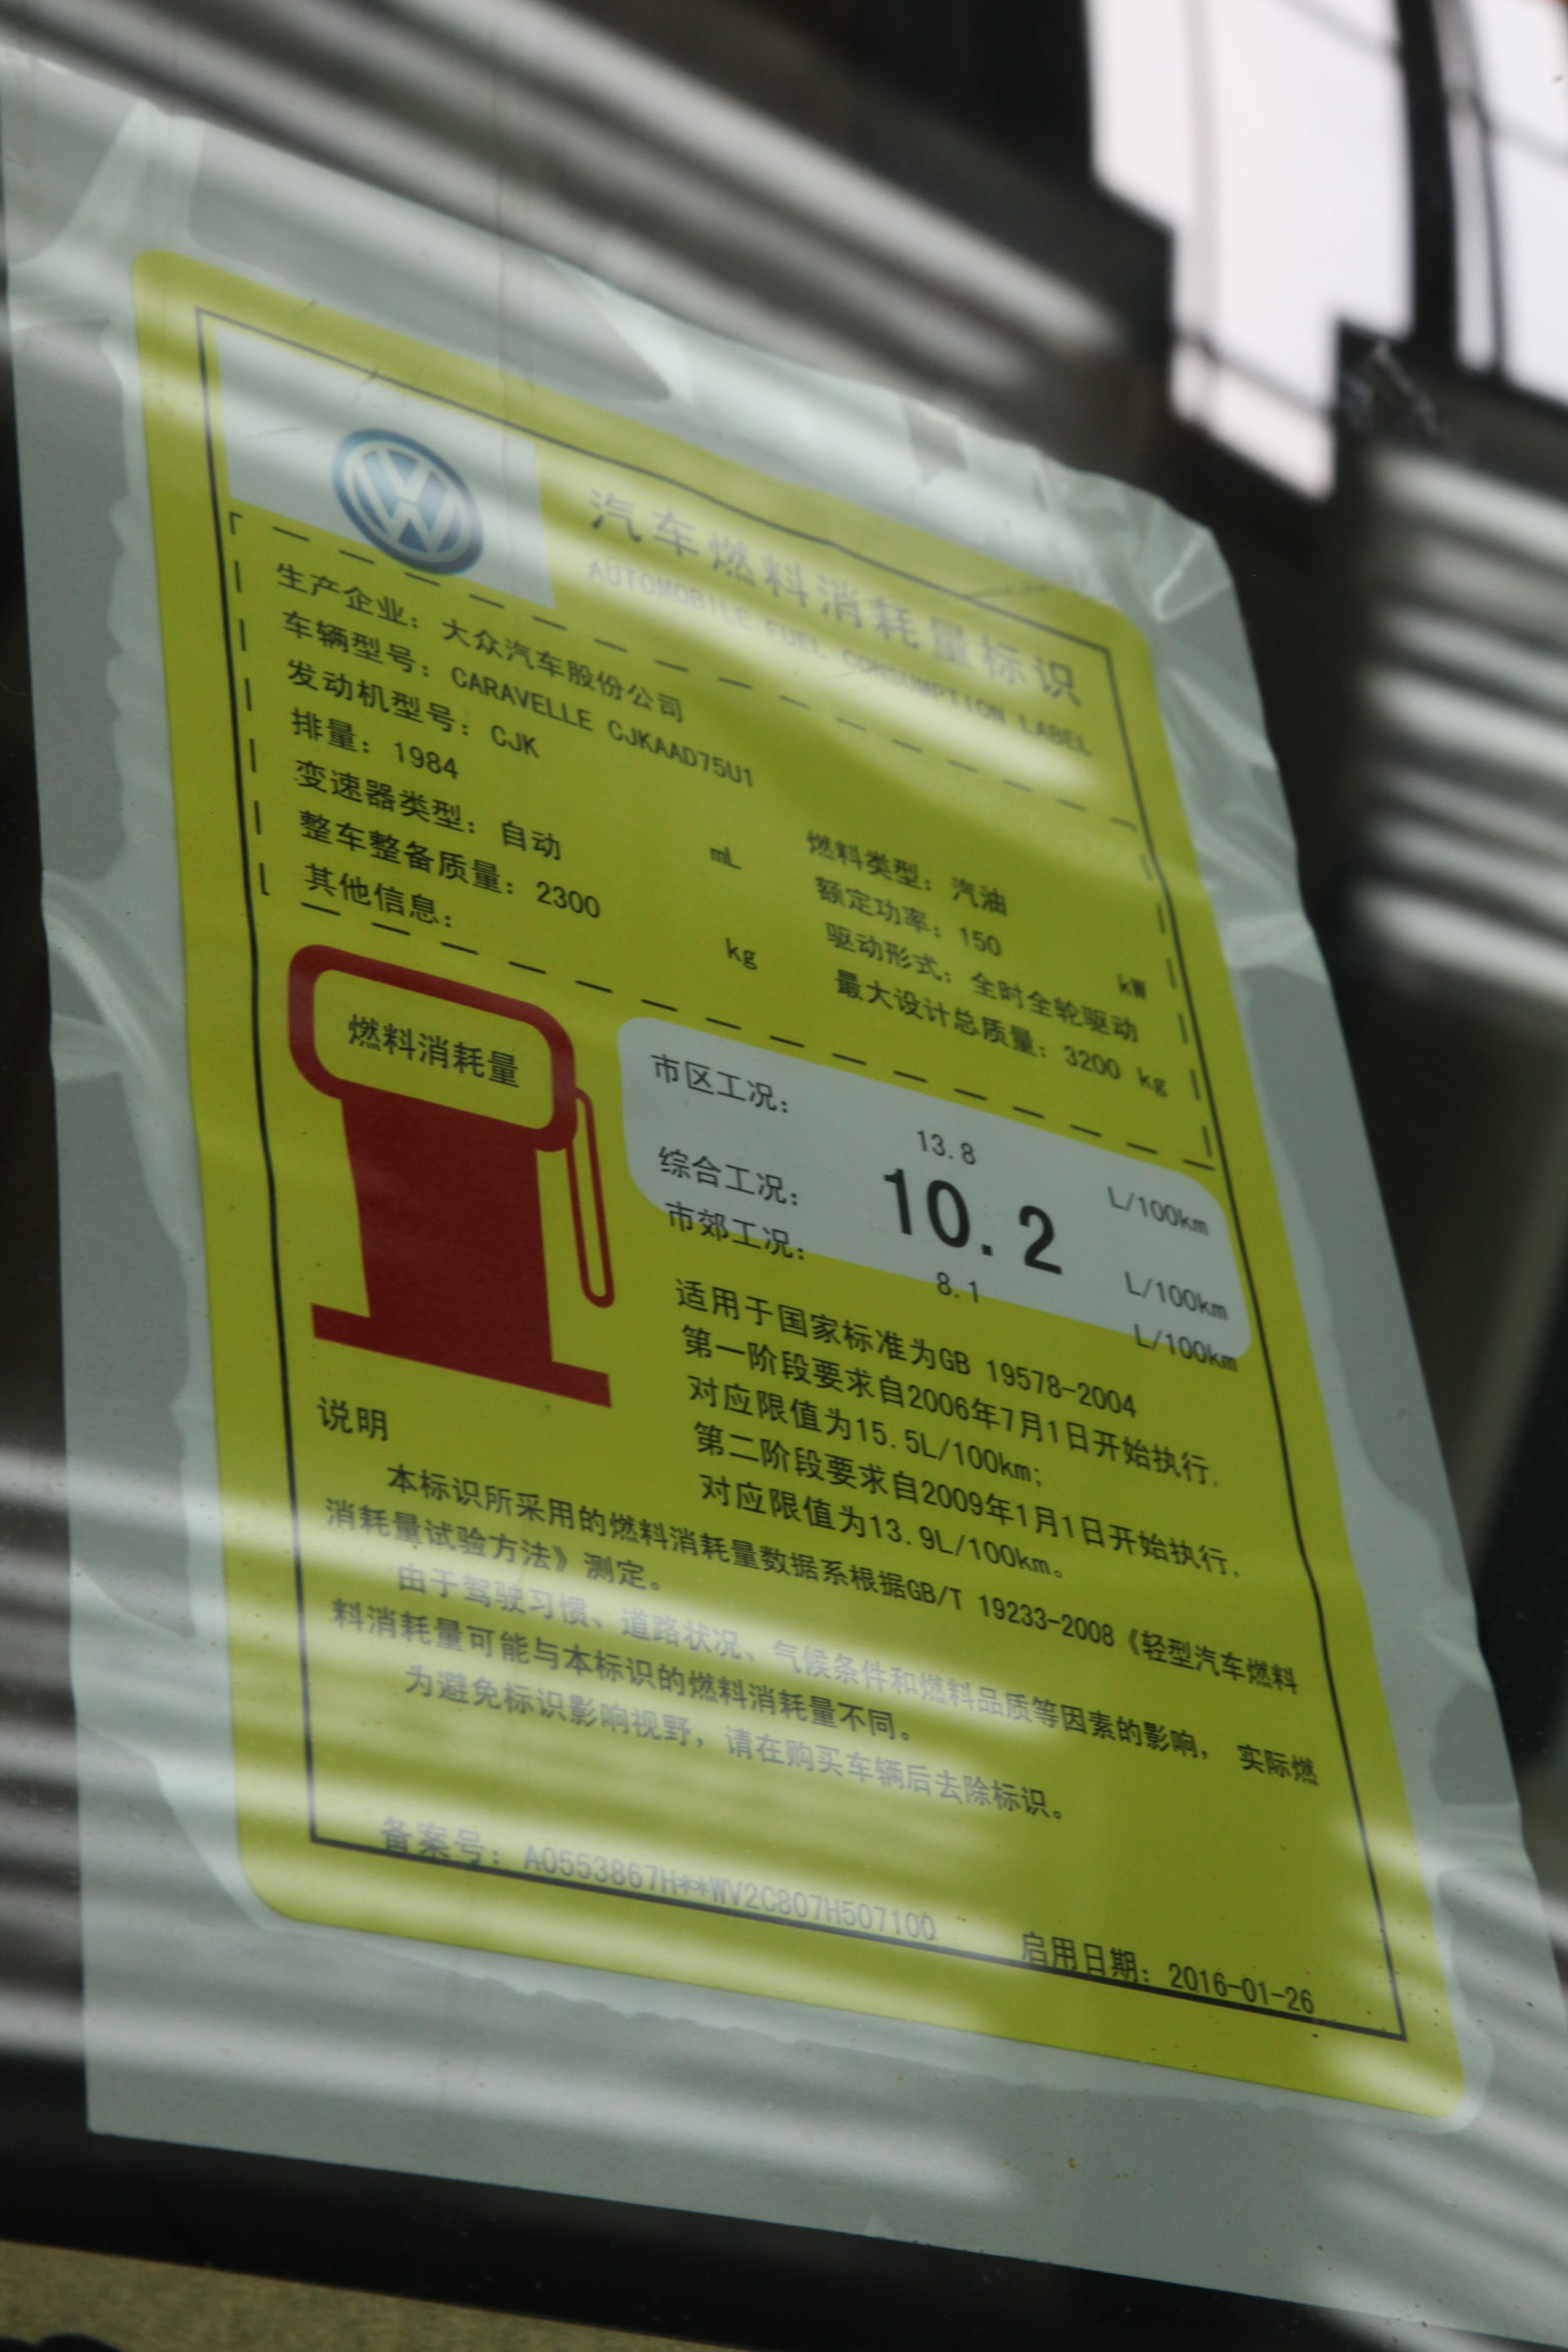 汽车燃料消耗量标识
AUTOMOBILE FUEL CONSUMPTION LABEL
生产企业：大众汽车股份公司
车辆型号：CARAVELLE CJKAAD75U1
发动机型号：CJK
燃料类型：汽油
排量：1984 mL
额定功率：150 kW
变速器类型：自动
驱动形式：全时全轮驱动
整车整备质量：2300 kg
最大设计总质量：3200 kg
其他信息：
燃料消耗量
市区工况： 13.8 L/100km
综合工况： 10.2 L/100km
市郊工况： 8.1 L/100km
适用于国家标准为GB 19578-2004
第一阶段要求自2006年7月1日开始执行，
对应限值为15.5L/100km；
第二阶段要求自2009年1月1日开始执行，
对应限值为13.9L/100km。
说明
本标识所采用的燃料消耗量数据系根据GB/T 19233-2008《轻型汽车燃料
消耗量试验方法》测定。
由于驾驶习惯、道路状况、气候条件和燃料品质等因素的影响， 实际燃
料消耗量可能与本标识的燃料消耗量不同。
为避免标识影响视野，请在购买车辆后去除标识。
备案号：A0553867H**WV2C807H507100
启用日期：2016-01-26